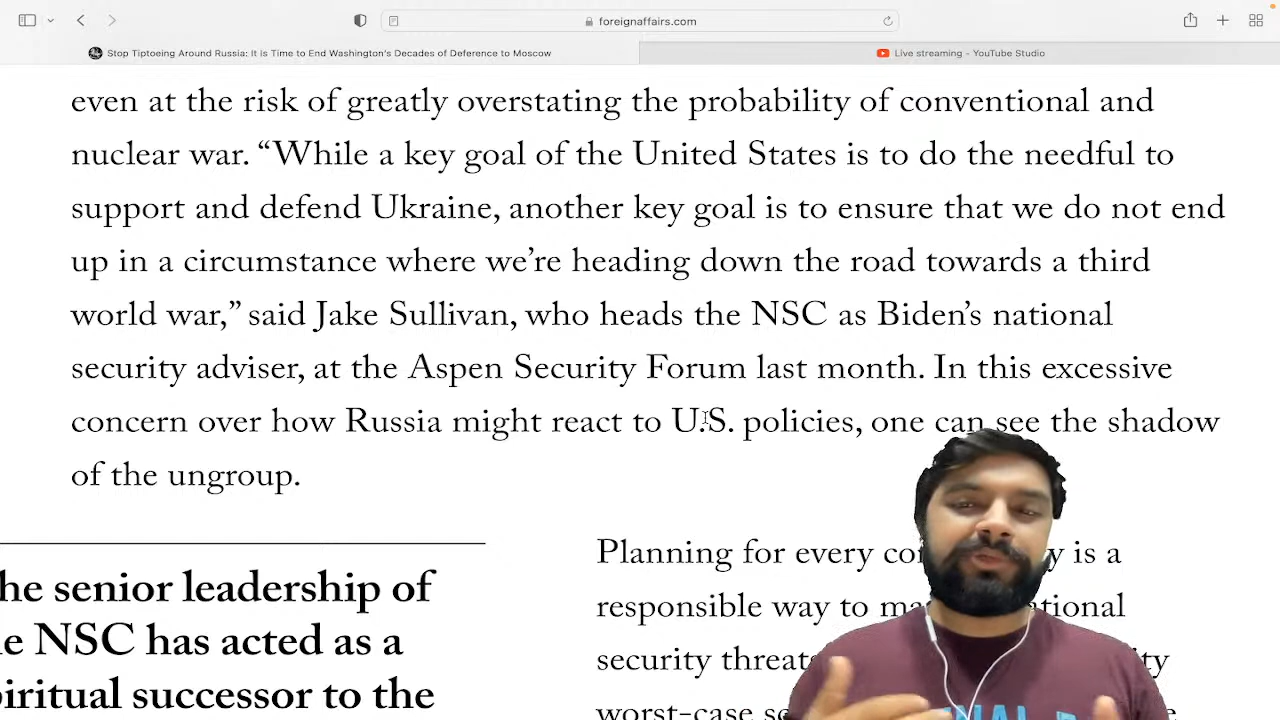 foreignaffairs.com
Stop Tiptoeing Around Russia: It is Time to End Washington's Decades of Deference to Moscow
Live streaming - YouTube Studio
even at the risk of greatly overstating the probability of conventional and
nuclear war. “While a key goal of the United States is to do the needful to
support and defend Ukraine, another key goal is to ensure that we do not end
up in a circumstance where we’re heading down the road towards a third
world war,” said Jake Sullivan, who heads the NSC as Biden’s national
security adviser, at the Aspen Security Forum last month. In this excessive
concern over how Russia might react to U.S. policies, one can see the shadow
of the ungroup.
he senior leadership of
e NSC has acted as a
piritual successor to the
Planning for every y is a
responsible way to ational
security threats ity
worst-case